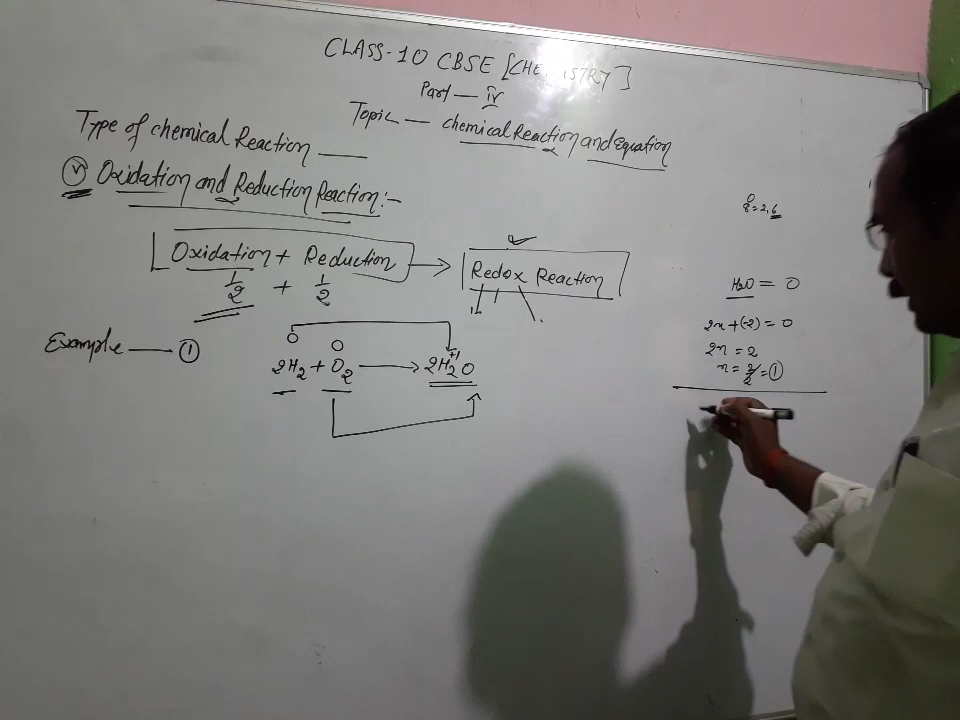 CLASS-10 CBSE [CHEMISTRY]
Part — iv
Topic — chemical Reaction and Equation
Type of chemical Reaction —
(v) Oxidation and Reduction Reaction:-
Oxidation + Reduction → Redox Reaction
1/2 + 1/2
Example — ①
0 0 +1
2H2 + O2 → 2H2O
8 = 2,6
H2O = 0
2x + (-2) = 0
2x = 2
x = 2/2 = ①